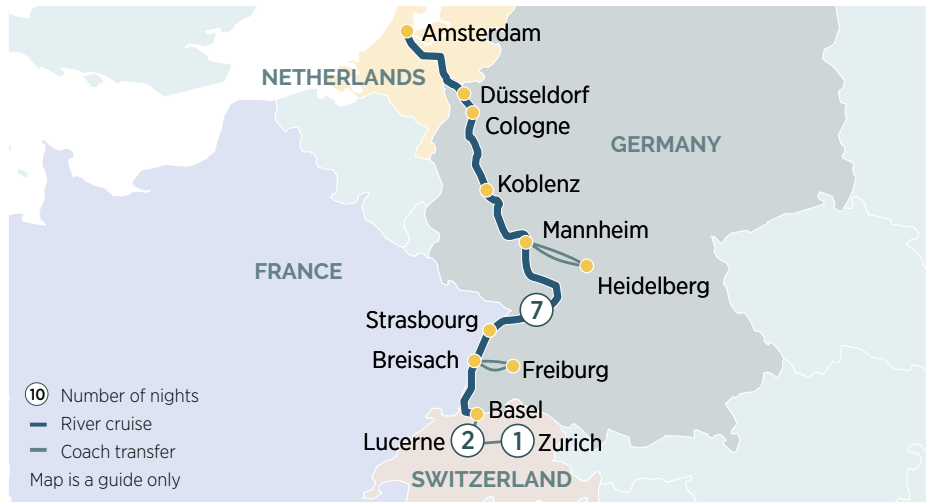 Amsterdam
NETHERLANDS
Düsseldorf
Cologne
GERMANY
Koblenz
Mannheim
FRANCE
Heidelberg
7
Strasbourg
Breisach
Freiburg
10 Number of nights
River cruise
Coach transfer
Map is a guide only
Basel
Lucerne 2 1 Zurich
SWITZERLAND